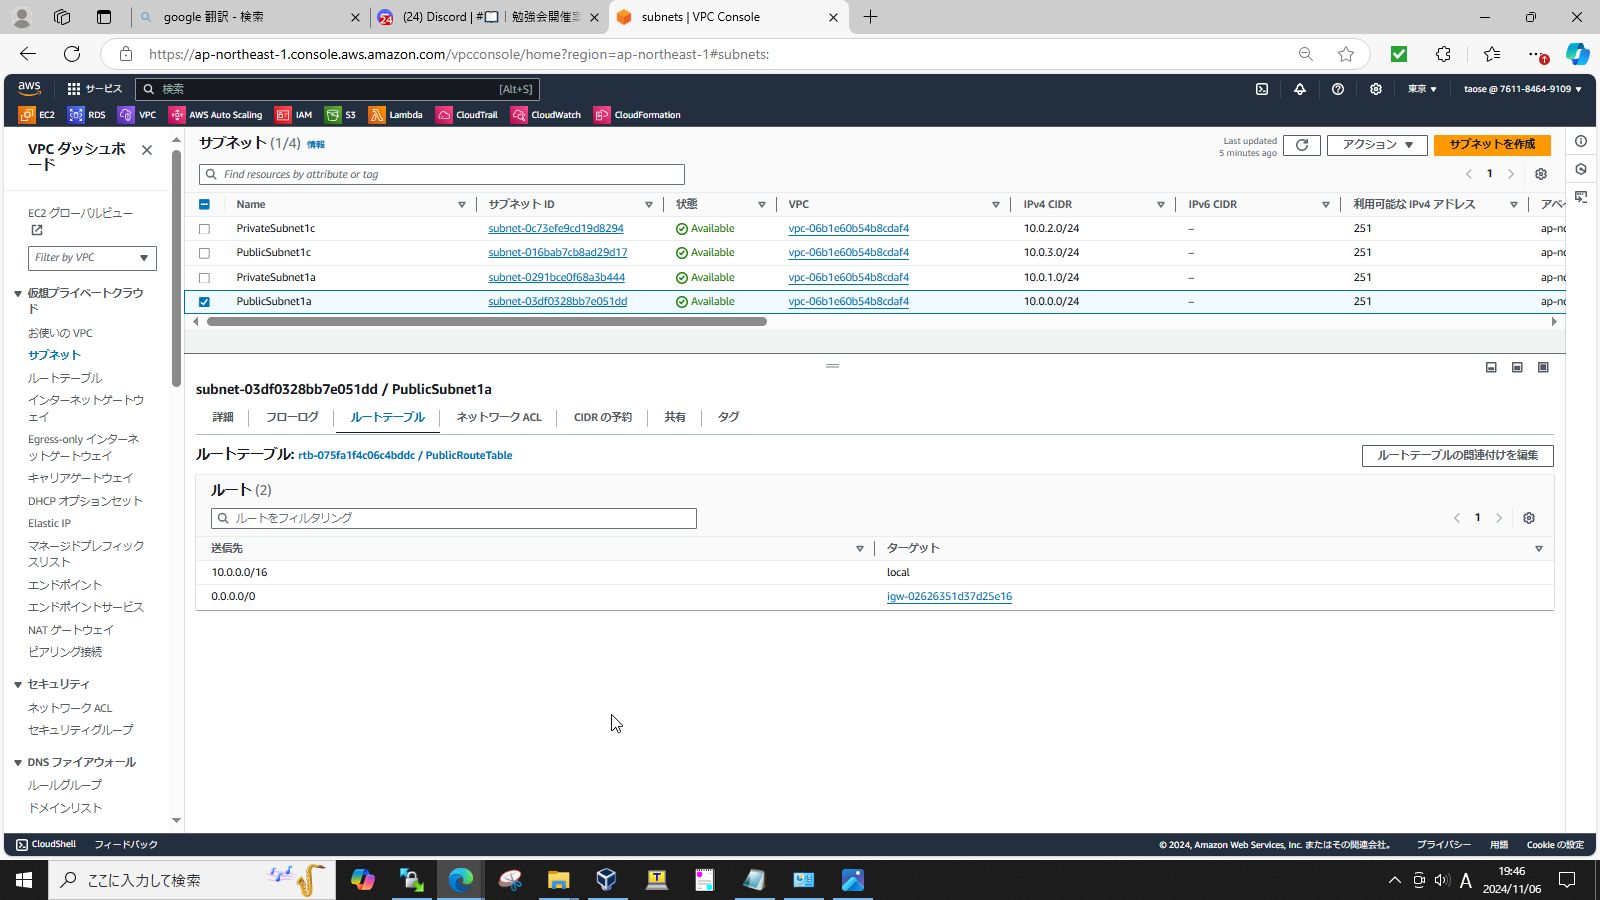 google 翻訳 - 検索
24
(24) Discord | #📖 | 勉強会開催案
subnets | VPC Console
https://ap-northeast-1.console.aws.amazon.com/vpcconsole/home?region=ap-northeast-1#subnets:
aws
サービス
検索
[Alt+S]
東京 ▼
taose @ 7611-8464-9109 ▼
EC2
RDS
VPC
AWS Auto Scaling
IAM
S3
Lambda
CloudTrail
CloudWatch
CloudFormation
VPC ダッシュボ
ード
EC2 グローバルビュー
Filter by VPC
仮想プライベートクラウ
ド
お使いの VPC
サブネット
ルートテーブル
インターネットゲートウ
ェイ
Egress-only インターネ
ットゲートウェイ
キャリアゲートウェイ
DHCP オプションセット
Elastic IP
マネージドプレフィック
スリスト
エンドポイント
エンドポイントサービス
NAT ゲートウェイ
ピアリング接続
セキュリティ
ネットワーク ACL
セキュリティグループ
DNS ファイアウォール
ルールグループ
ドメインリスト
サブネット (1/4) 情報
Last updated
5 minutes ago
アクション
サブネットを作成
Find resources by attribute or tag
1
Name サブネット ID 状態 VPC IPv4 CIDR IPv6 CIDR 利用可能な IPv4 アドレス アベイ
PrivateSubnet1c subnet-0c73efe9cd19d8294 Available vpc-06b1e60b54b8cdaf4 10.0.2.0/24 – 251 ap-no
PublicSubnet1c subnet-016bab7cb8ad29d17 Available vpc-06b1e60b54b8cdaf4 10.0.3.0/24 – 251 ap-no
PrivateSubnet1a subnet-0291bce0f68a3b444 Available vpc-06b1e60b54b8cdaf4 10.0.1.0/24 – 251 ap-no
PublicSubnet1a subnet-03df0328bb7e051dd Available vpc-06b1e60b54b8cdaf4 10.0.0.0/24 – 251 ap-no
subnet-03df0328bb7e051dd / PublicSubnet1a
詳細
フローログ
ルートテーブル
ネットワーク ACL
CIDR の予約
共有
タグ
ルートテーブル: rtb-075fa1f4c06c4bddc / PublicRouteTable
ルートテーブルの関連付けを編集
ルート (2)
ルートをフィルタリング
1
送信先 ターゲット
10.0.0.0/16 local
0.0.0.0/0 igw-02626351d37d25e16
CloudShell
フィードバック
© 2024, Amazon Web Services, Inc. またはその関連会社。
プライバシー
用語
Cookie の設定
ここに入力して検索
A
19:46
2024/11/06